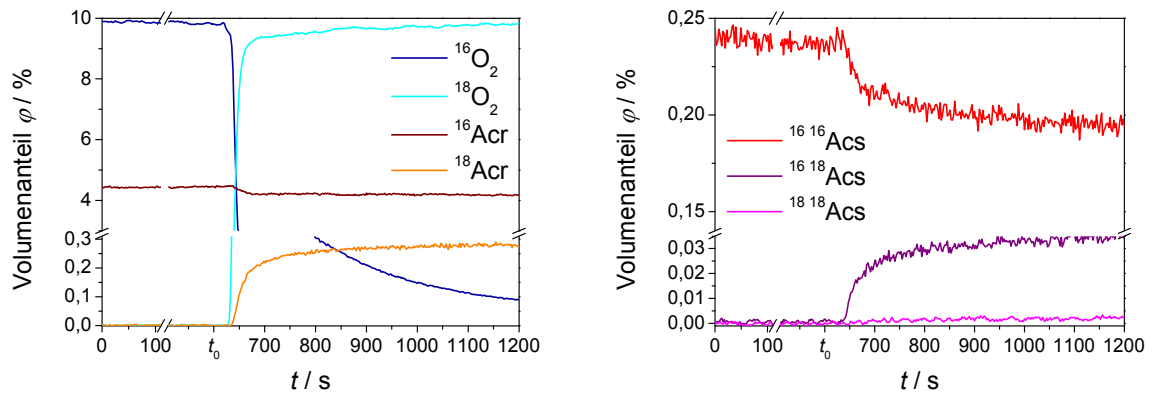 10
8
6
4
0,3
0,2
0,1
0,0
Volumenanteil φ / %
¹⁶O₂
¹⁸O₂
¹⁶Acr
¹⁸Acr
0 100 t₀ 700 800 900 1000 1100 1200
t / s
0,25
0,20
0,15
0,03
0,02
0,01
0,00
Volumenanteil φ / %
¹⁶ ¹⁶Acs
¹⁶ ¹⁸Acs
¹⁸ ¹⁸Acs
0 100 t₀ 700 800 900 1000 1100 1200
t / s